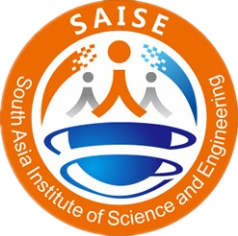 SAISE
South Asia Institute of Science and Engineering